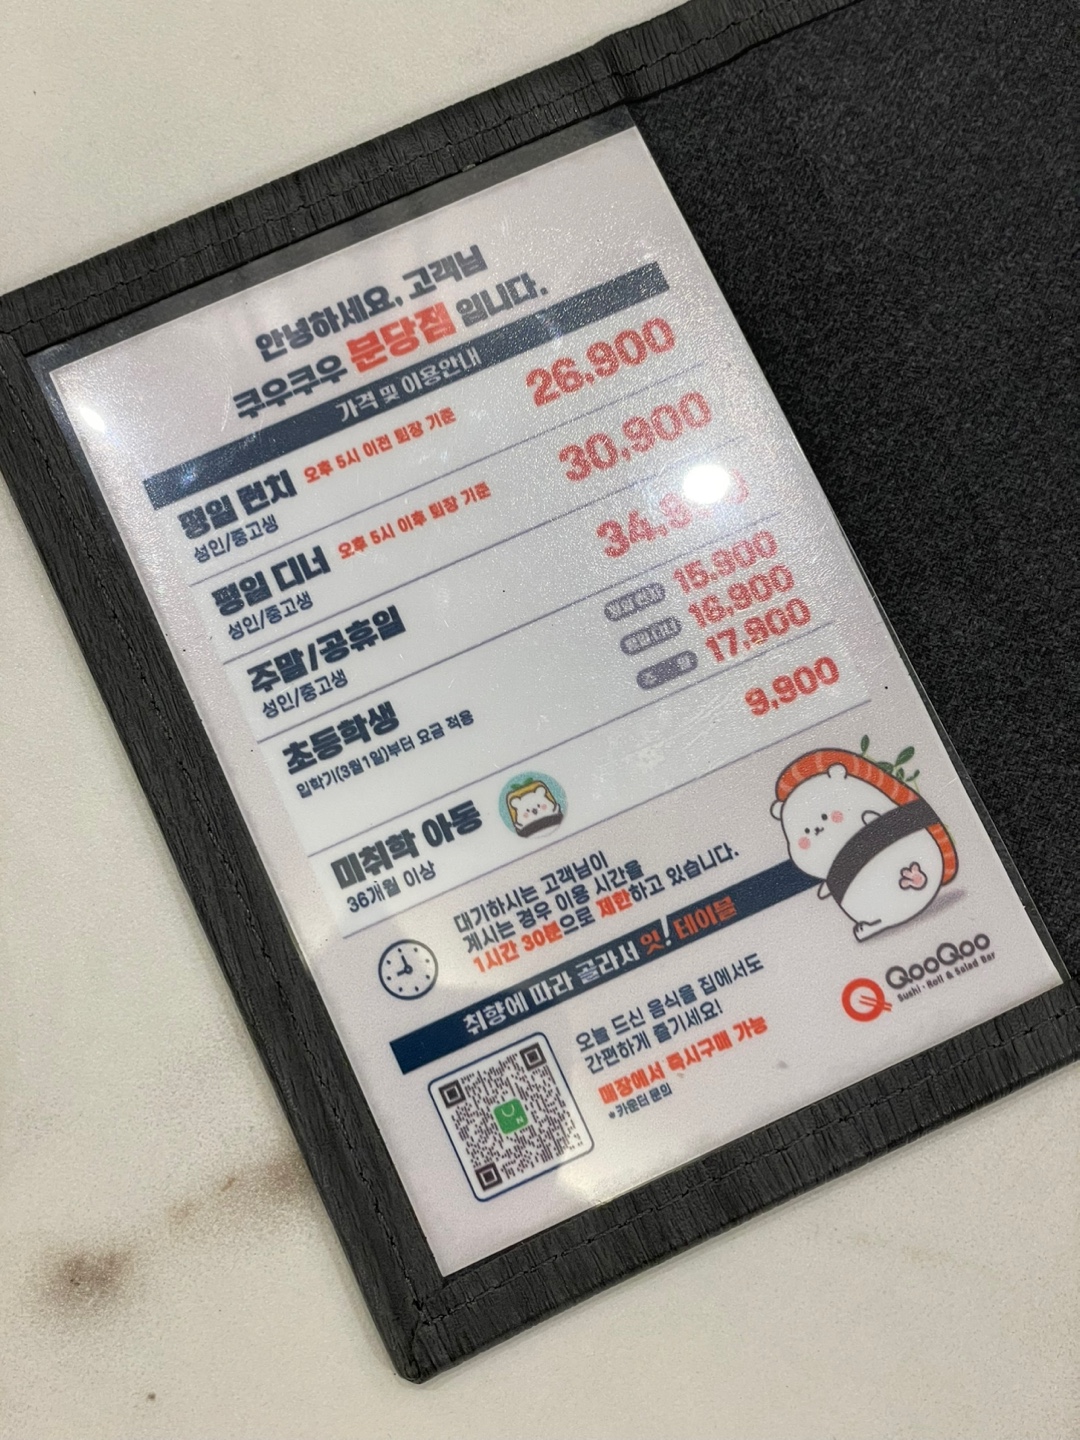 안녕하세요, 고객님
쿠우쿠우 분당점 입니다.
가격 및 이용안내
평일 런치 오후 5시 이전 퇴장 기준 26,900
성인/중고생
평일 디너 오후 5시 이후 퇴장 기준 30,900
성인/중고생
주말/공휴일
성인/중고생
초등학생
입학기(3월1일)부터 요금 적용
15,900
16,900
17,900
미취학 아동 9,900
36개월 이상
대기하시는 고객님이
계시는 경우 이용 시간을
1시간 30분으로 제한하고 있습니다.
취향에 따라 골라서 잇! 테이블
오늘 드신 음식을 집에서도
간편하게 즐기세요!
매장에서 즉시구매 가능
*카운터 문의
QooQoo
Sushi · Roll & Salad Bar